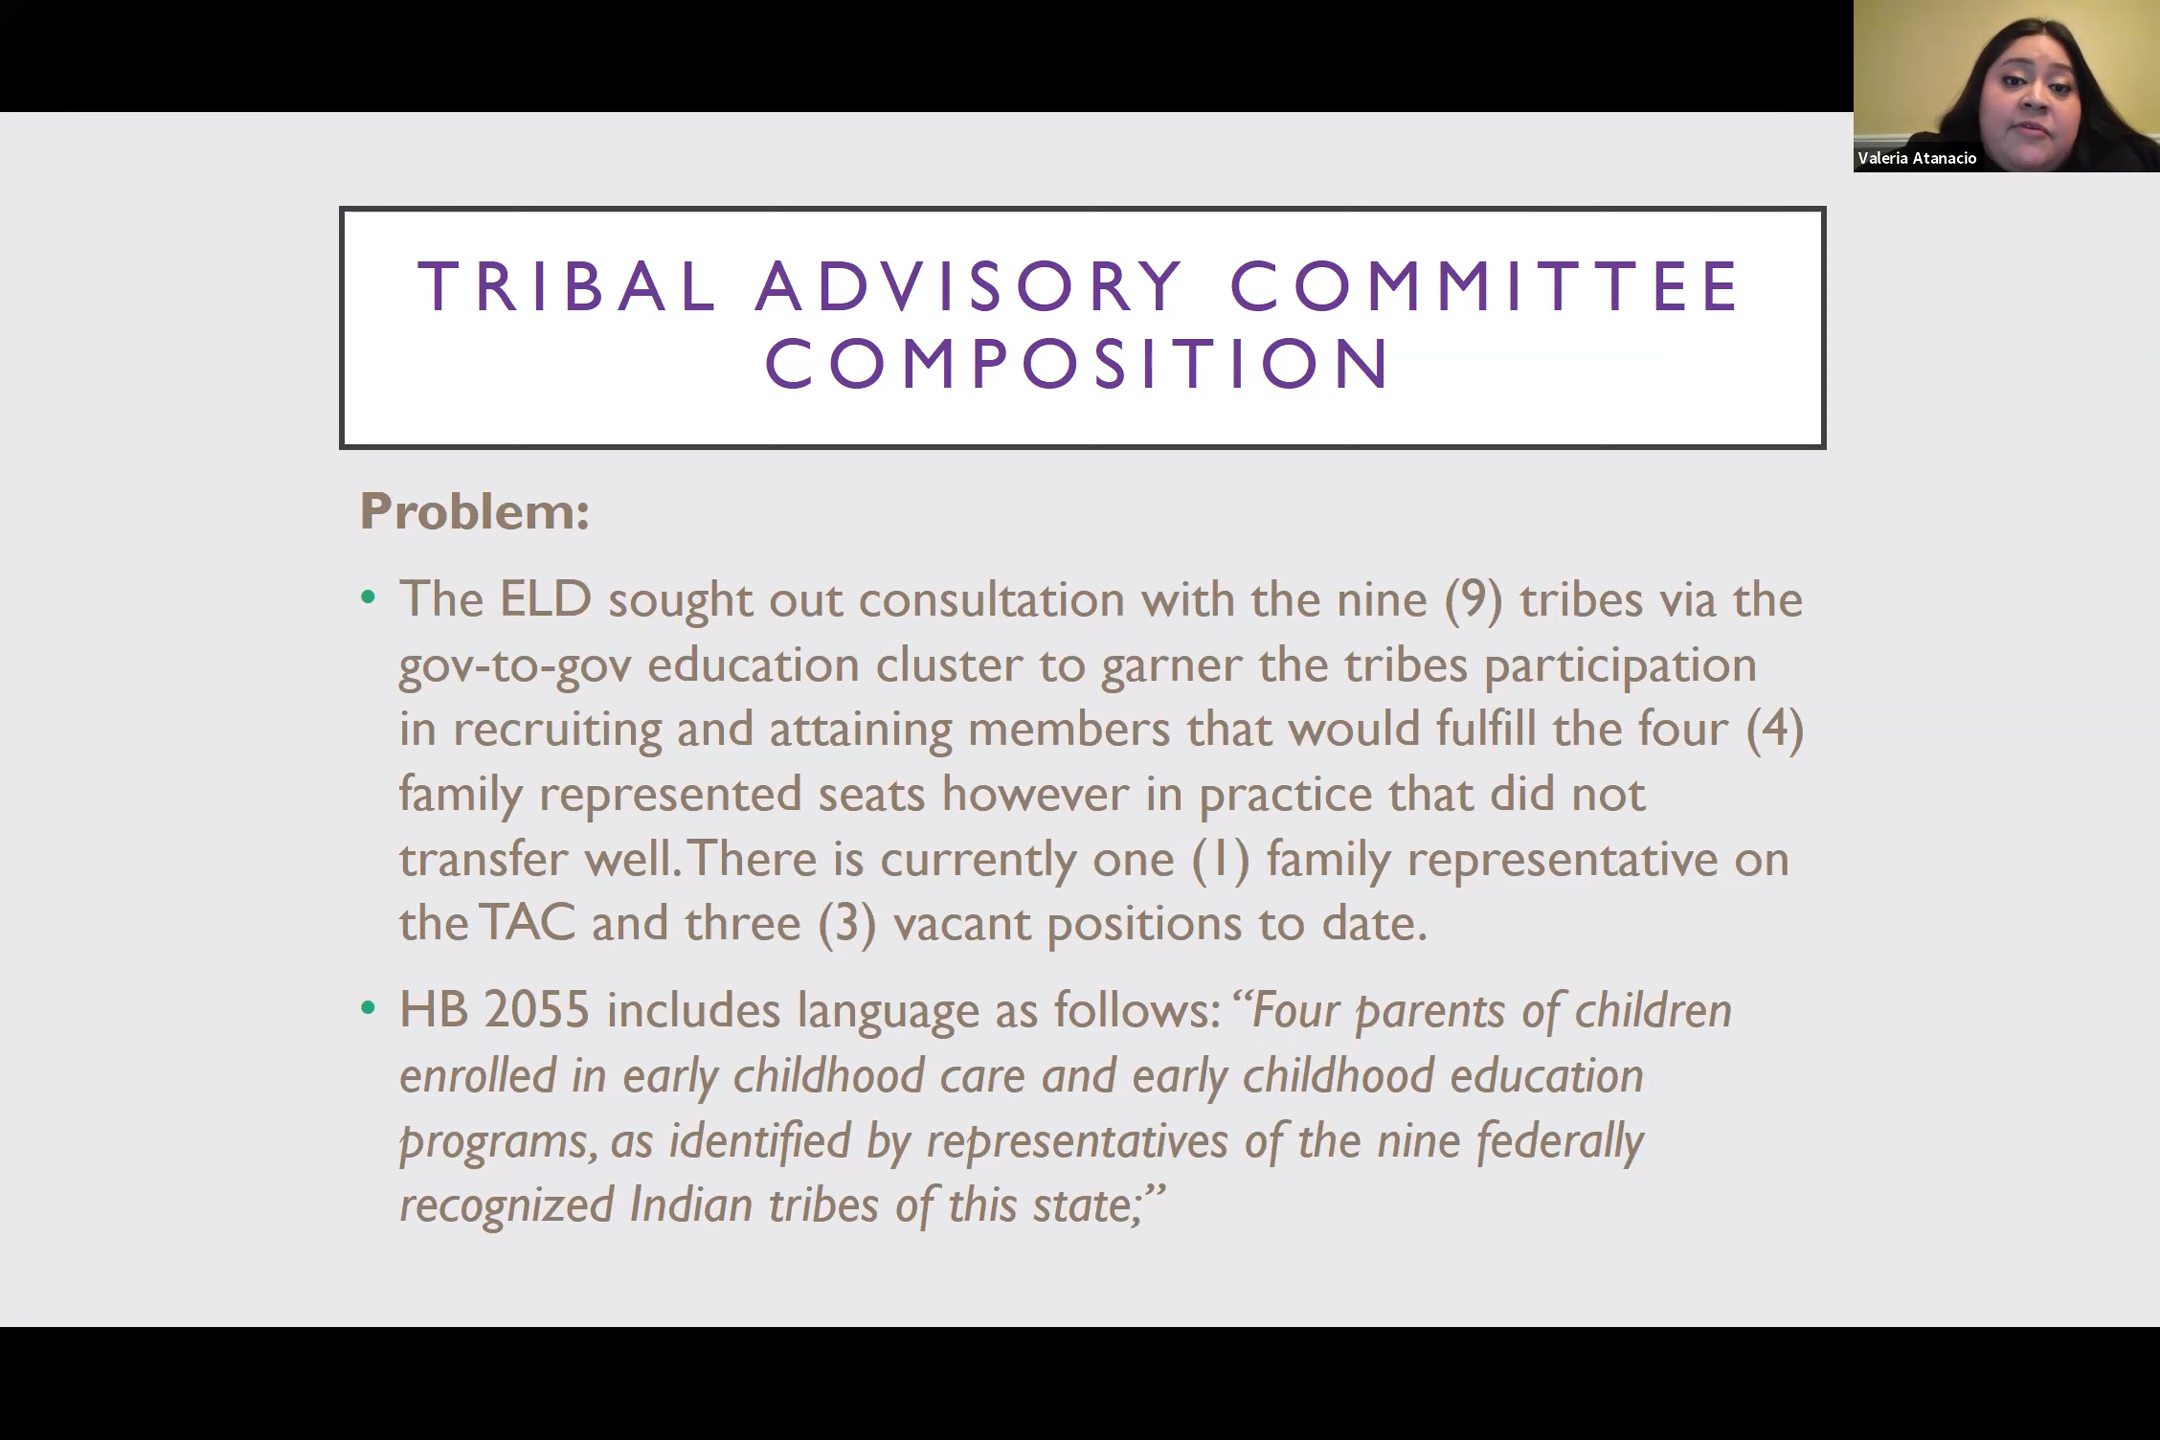 Valeria Atanacio
TRIBAL ADVISORY COMMITTEE
COMPOSITION
Problem:
• The ELD sought out consultation with the nine (9) tribes via the
gov-to-gov education cluster to garner the tribes participation
in recruiting and attaining members that would fulfill the four (4)
family represented seats however in practice that did not
transfer well. There is currently one (1) family representative on
the TAC and three (3) vacant positions to date.
• HB 2055 includes language as follows: “Four parents of children
enrolled in early childhood care and early childhood education
programs, as identified by representatives of the nine federally
recognized Indian tribes of this state;”